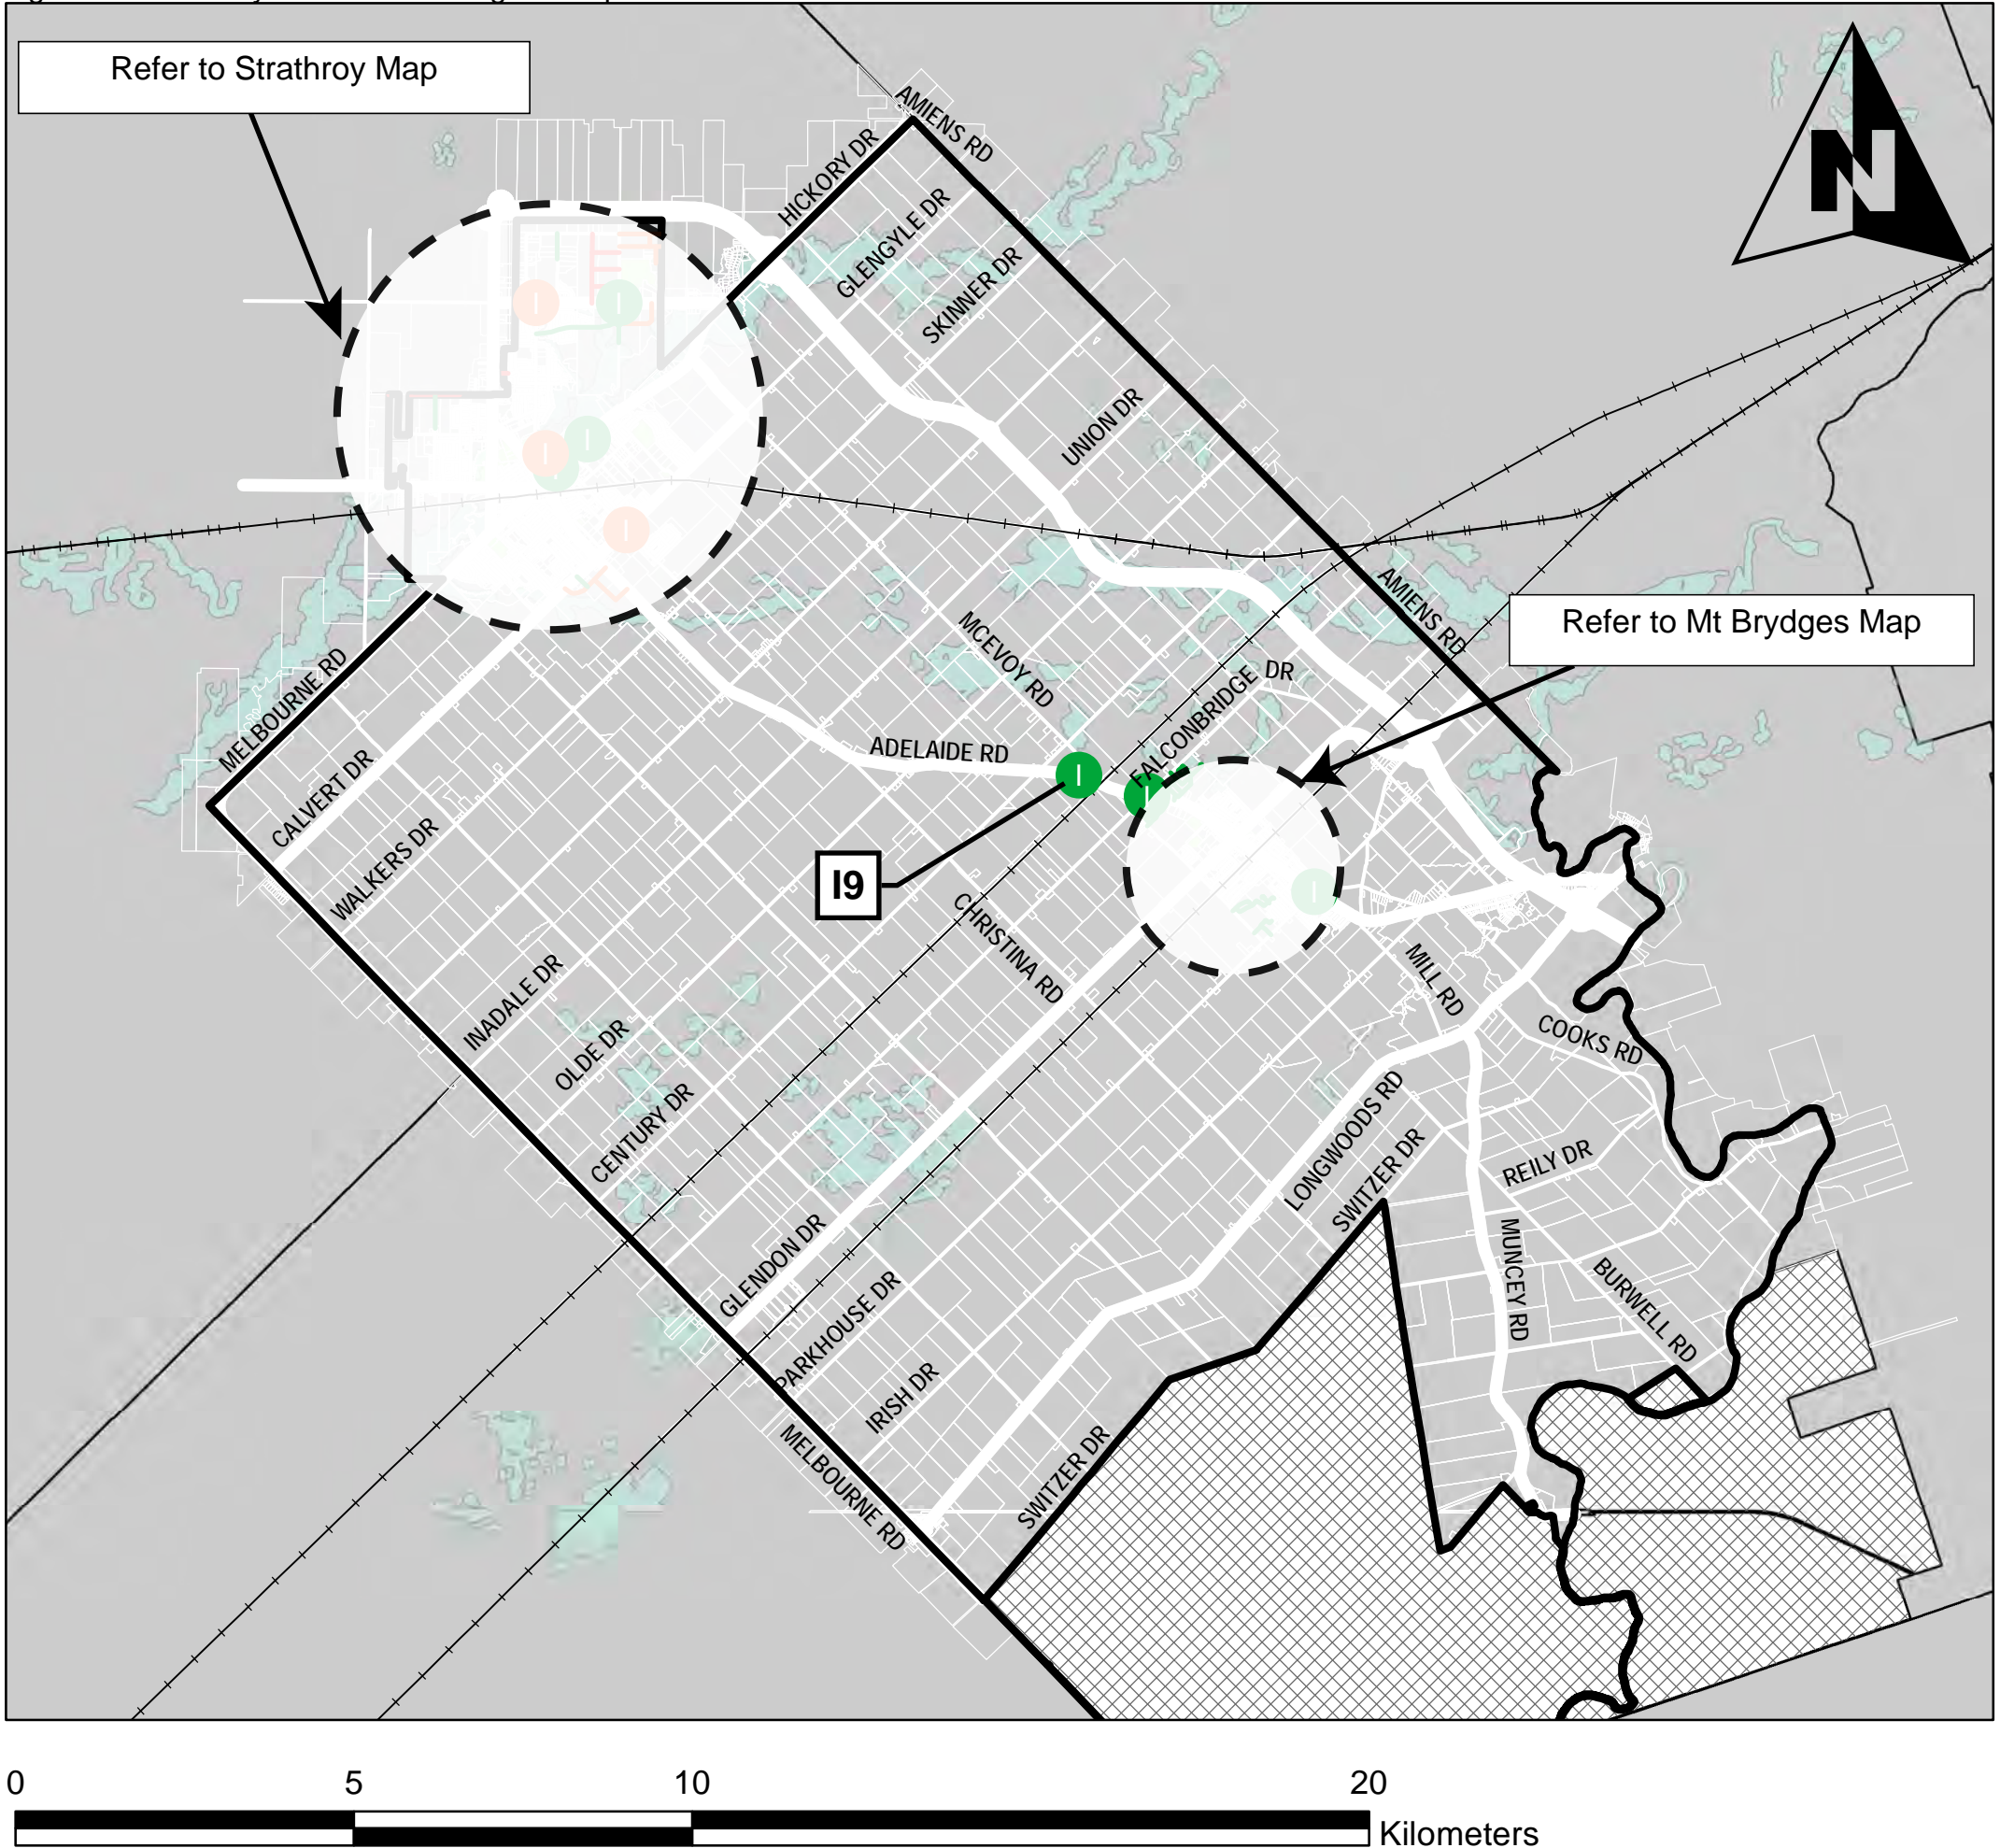 Refer to Strathroy Map
N
AMIENS RD
HICKORY DR
GLENGYLE DR
SKINNER DR
UNION DR
AMIENS RD
Refer to Mt Brydges Map
MCEVOY RD
FALCONBRIDGE DR
MELBOURNE RD
CALVERT DR
ADELAIDE RD
WALKERS DR
I9
CHRISTINA RD
MILL RD
INADALE DR
COOKS RD
OLDE DR
CENTURY DR
LONGWOODS RD
SWITZER DR
REILY DR
GLENDON DR
MUNCEY RD
BURWELL RD
PARKHOUSE DR
IRISH DR
MELBOURNE RD
SWITZER DR
I
I
I
I
I
I
I
I
0 5 10 20
Kilometers